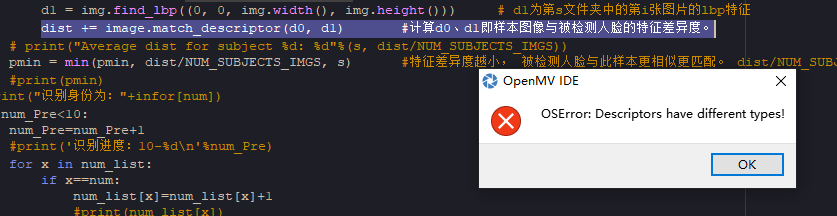 d1 = img.find_lbp((0, 0, img.width(), img.height())) # d1为第s文件夹中的第i张图片的lbp特征
dist += image.match_descriptor(d0, d1) #计算d0、d1即样本图像与被检测人脸的特征差异度。
# print("Average dist for subject %d: %d"%(s, dist/NUM_SUBJECTS_IMGS))
pmin = min(pmin, dist/NUM_SUBJECTS_IMGS, s) #特征差异度越小，被检测人脸与此样本更相似更匹配。 dist/NUM_SUBJ
#print(pmin)
int("识别身份为："+infor[num])
num_Pre<10:
num_Pre=num_Pre+1
#print('识别进度：10-%d\n'%num_Pre)
for x in num_list:
if x==num:
num_list[x]=num_list[x]+1
#print(num_list[x])
OpenMV IDE
OSError: Descriptors have different types!
OK